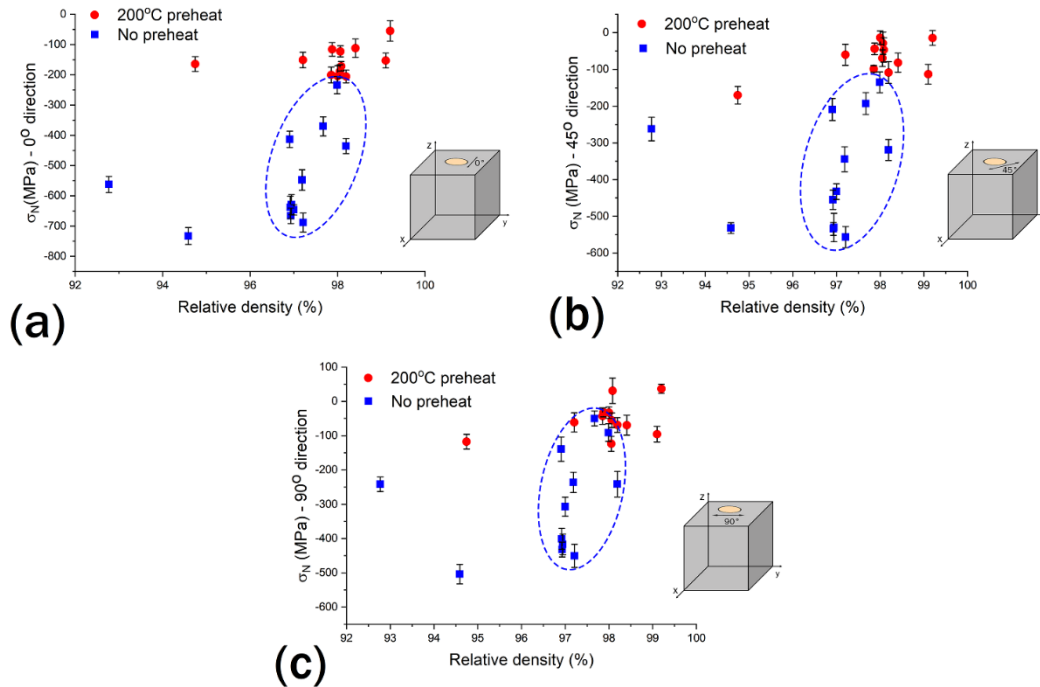 200°C preheat
No preheat
σN(MPa) - 0° direction
0
-100
-200
-300
-400
-500
-600
-700
-800
92 94 96 98 100
Relative density (%)
z
0°
x
y
(a)
200°C preheat
No preheat
σN(MPa) - 45° direction
0
-100
-200
-300
-400
-500
-600
92 93 94 95 96 97 98 99 100
Relative density (%)
z
45°
x
y
(b)
200°C preheat
No preheat
σN (MPa) - 90° direction
100
0
-100
-200
-300
-400
-500
-600
92 93 94 95 96 97 98 99 100
Relative density (%)
z
90°
x
y
(c)